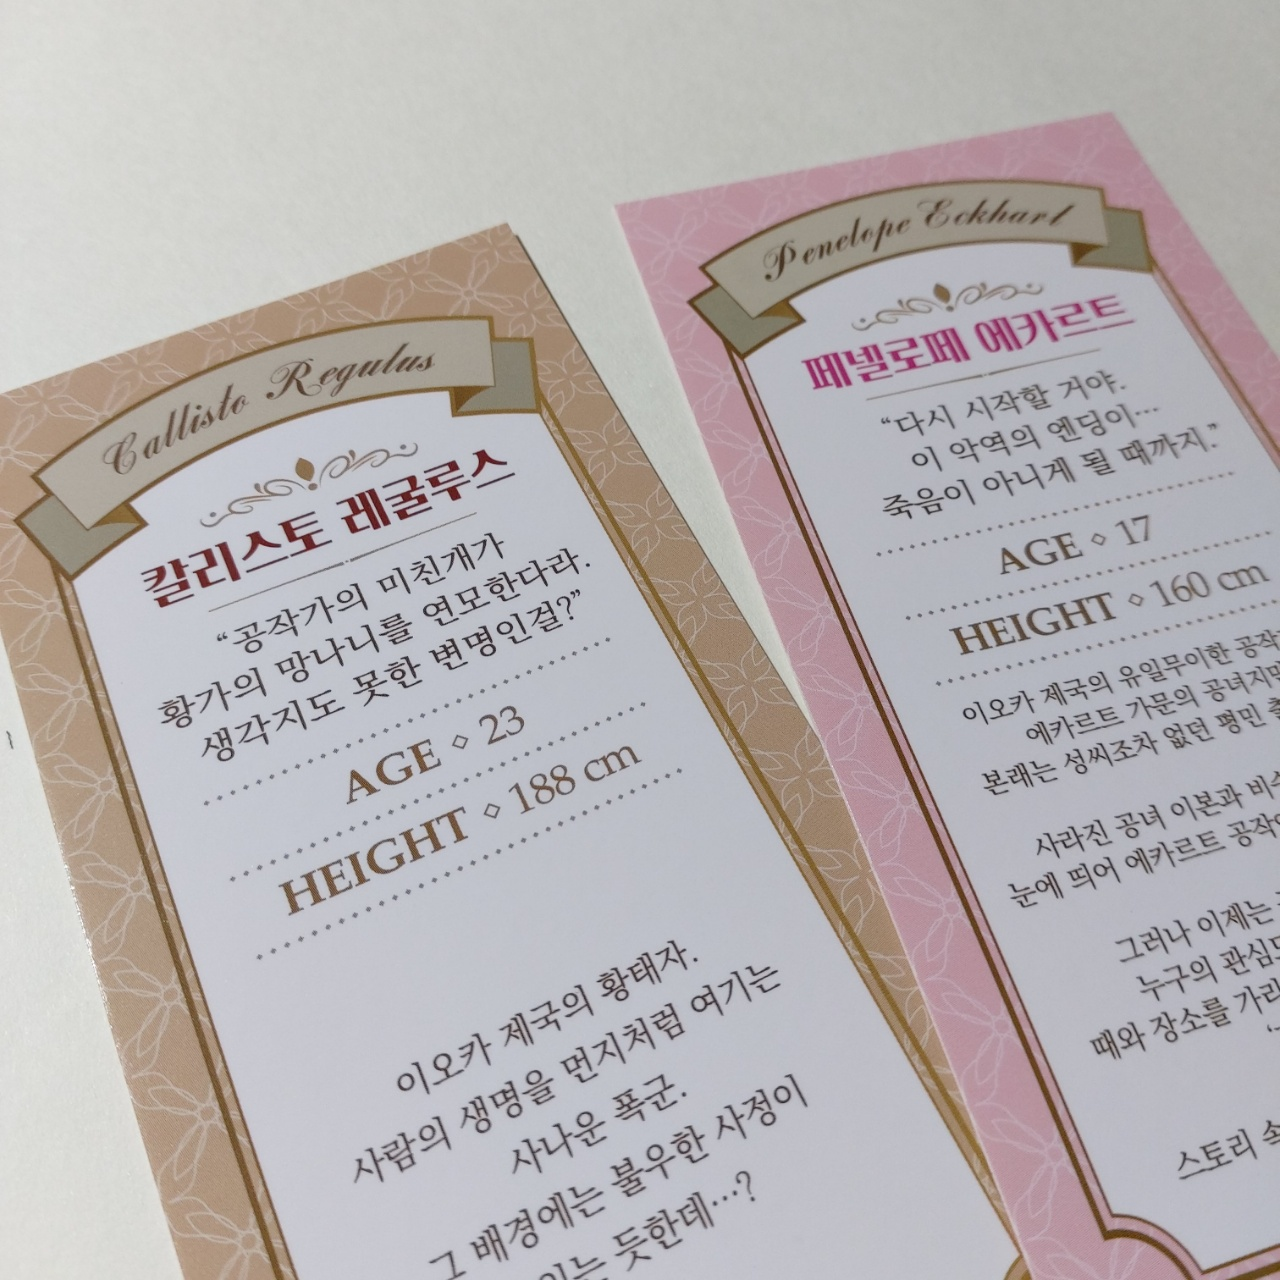 Callisto Regulus
칼리스토 레굴루스
“공작가의 미친개가
황가의 망나니를 연모한다라.
생각지도 못한 변명인걸?”
AGE ◇ 23
HEIGHT ◇ 188 cm
이오카 제국의 황태자.
사람의 생명을 먼지처럼 여기는
사나운 폭군.
그 배경에는 불우한 사정이
있는 듯한데…?
Penelope Eckhart
페넬로페 에카르트
“다시 시작할 거야.
이 악역의 엔딩이…
죽음이 아니게 될 때까지.”
AGE ◇ 17
HEIGHT ◇ 160 cm
이오카 제국의 유일무이한 공작
에카르트 가문의 공녀지만
본래는 성씨조차 없던 평민
사라진 공녀 이본과
눈에 띄어 에카르트
그러나 이제는
누구의
때와 장소를
스토리